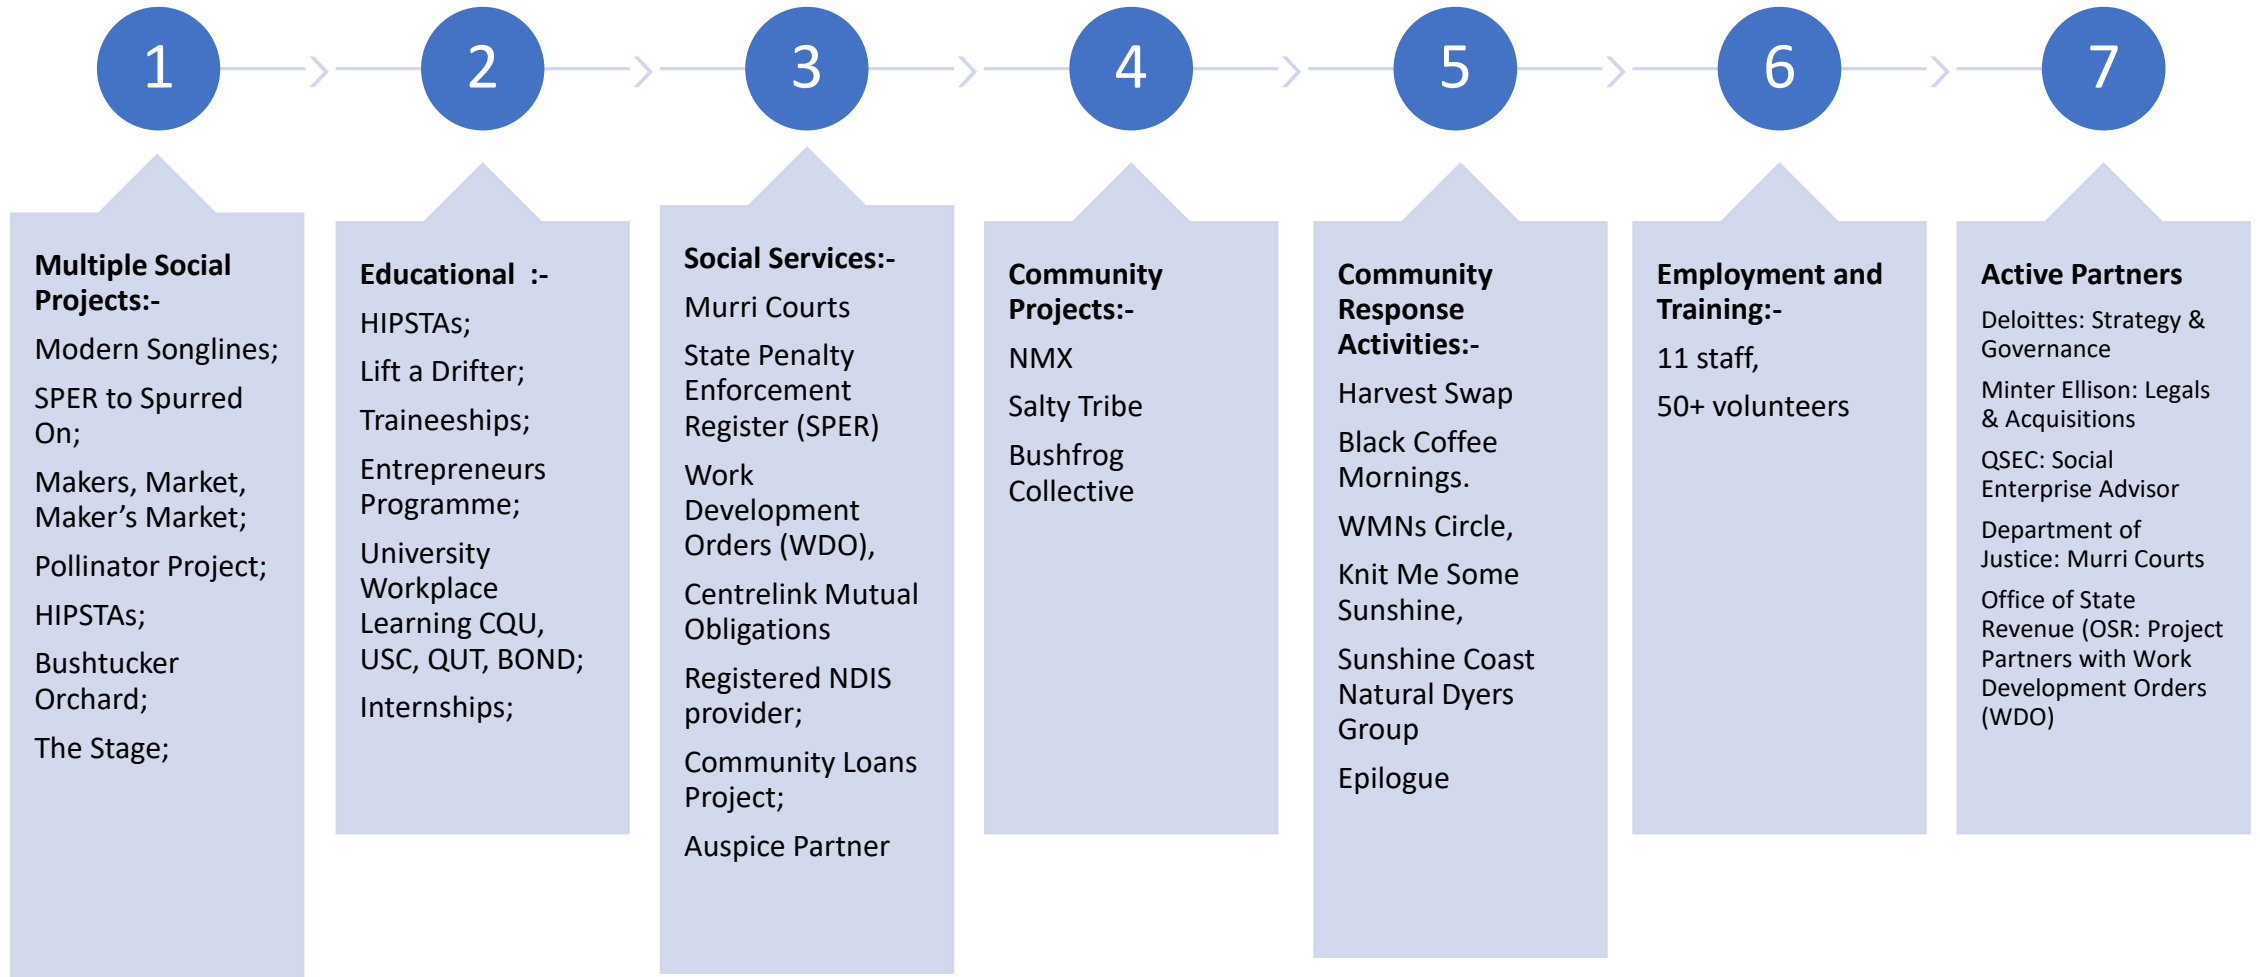 1
2
3
4
5
6
7
Multiple Social
Projects:-
Modern Songlines;
SPER to Spurred
On;
Makers, Market,
Maker’s Market;
Pollinator Project;
HIPSTAs;
Bushtucker
Orchard;
The Stage;
Educational :-
HIPSTAs;
Lift a Drifter;
Traineeships;
Entrepreneurs
Programme;
University
Workplace
Learning CQU,
USC, QUT, BOND;
Internships;
Social Services:-
Murri Courts
State Penalty
Enforcement
Register (SPER)
Work
Development
Orders (WDO),
Centrelink Mutual
Obligations
Registered NDIS
provider;
Community Loans
Project;
Auspice Partner
Community
Projects:-
NMX
Salty Tribe
Bushfrog
Collective
Community
Response
Activities:-
Harvest Swap
Black Coffee
Mornings.
WMNs Circle,
Knit Me Some
Sunshine,
Sunshine Coast
Natural Dyers
Group
Epilogue
Employment and
Training:-
11 staff,
50+ volunteers
Active Partners
Deloittes: Strategy &
Governance
Minter Ellison: Legals
& Acquisitions
QSEC: Social
Enterprise Advisor
Department of
Justice: Murri Courts
Office of State
Revenue (OSR: Project
Partners with Work
Development Orders
(WDO)